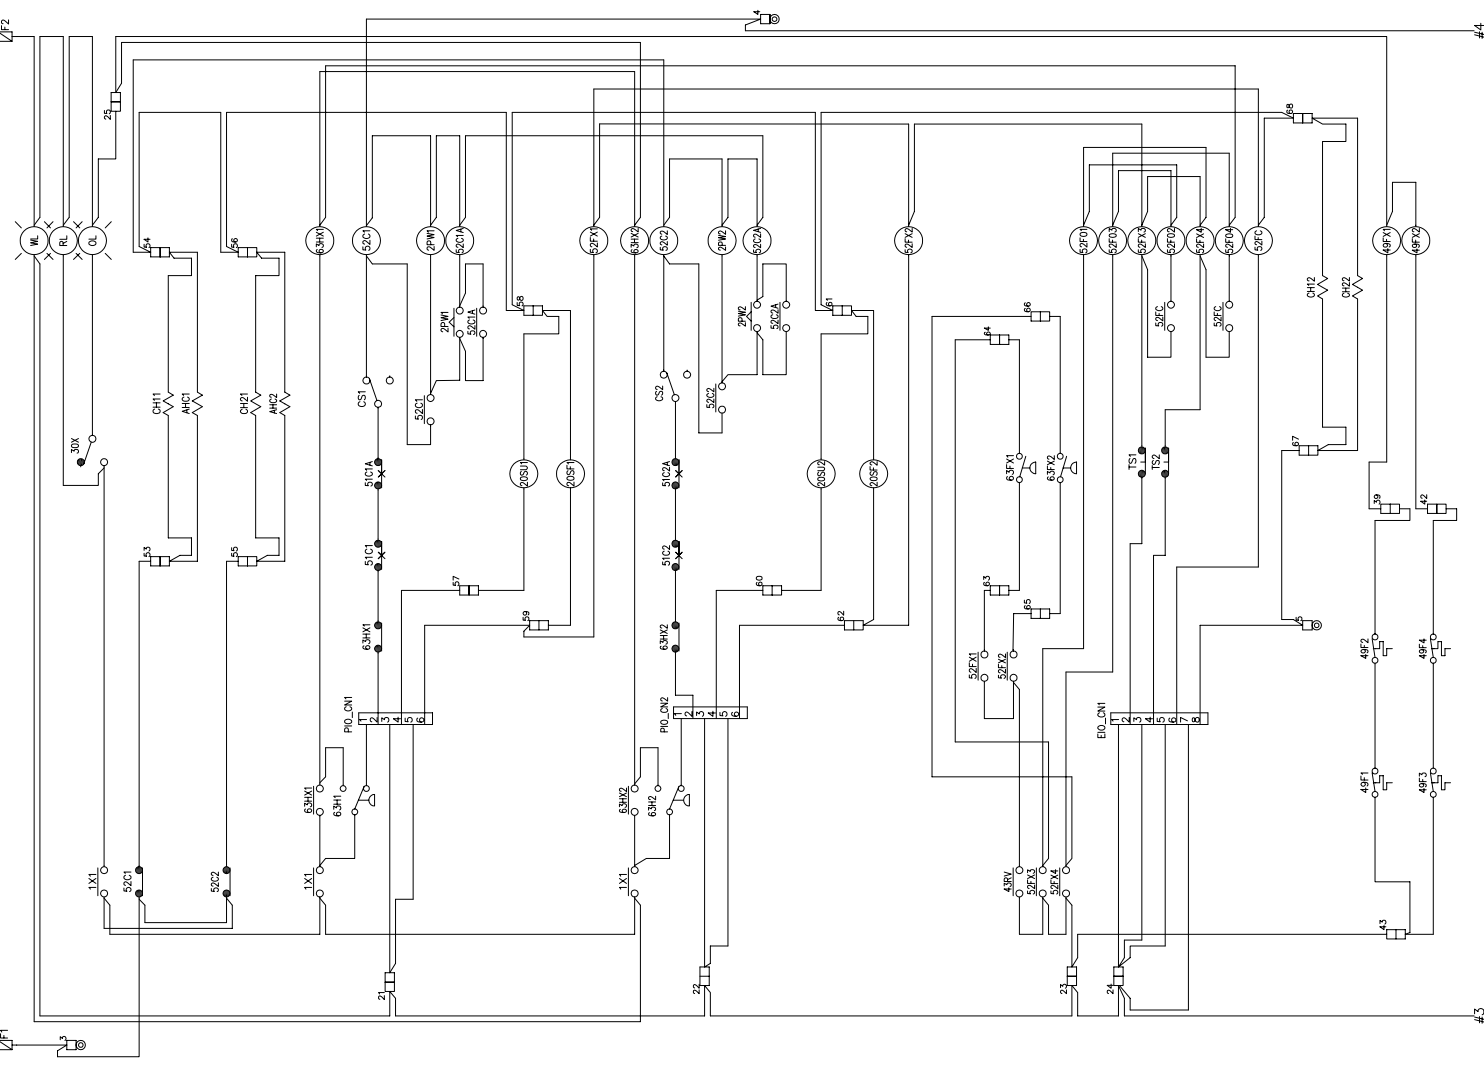 F2
4
#4
25
68
WL
RL
OL
54
56
63HX1
52C1
2PW1
52C1A
52FX1
63HX2
52C2
2PW2
52C2A
52FX2
52FO1
52FO3
52FX3
52FO2
52FX4
52FO4
52FC
49FX1
49FX2
58
61
66
64
2PW1
52C1A
2PW2
52C2A
52FC
52FC
CH12
CH22
CH11
AHC1
CH21
AHC2
CS1
52C1
CS2
52C2
30X
51C1A
20SU1
20SF1
51C2A
20SU2
20SF2
63FX1
63FX2
TS1
TS2
67
39
42
53
55
51C1
57
51C2
60
63
65
59
62
63HX1
63HX2
52FX1
52FX2
5
49F2
49F4
PIO_CN1
1
2
3
4
5
6
PIO_CN2
1
2
3
4
5
6
EIO_CN1
1
2
3
4
5
6
7
8
63HX1
63H1
63HX2
63H2
49F1
49F3
1X1
52C1
52C2
1X1
1X1
43RV
52FX3
52FX4
43
21
22
23
24
F1
3
#3